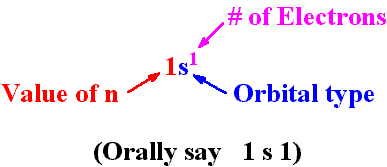 # of Electrons
1s¹
Value of n
Orbital type
(Orally say 1 s 1)